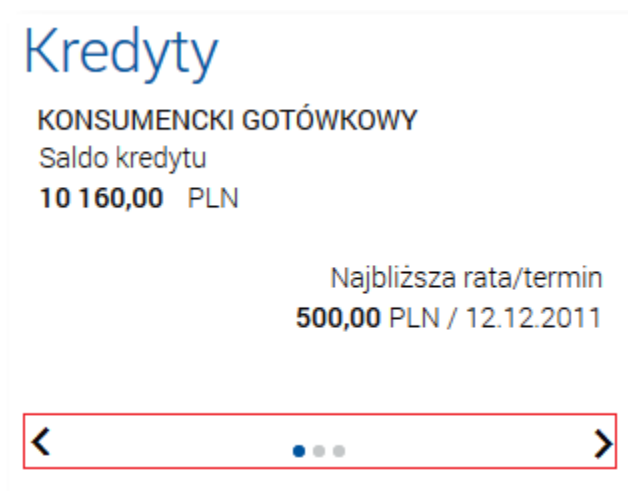 Kredyty
KONSUMENCKI GOTÓWKOWY
Saldo kredytu
10 160,00 PLN
Najbliższa rata/termin
500,00 PLN / 12.12.2011